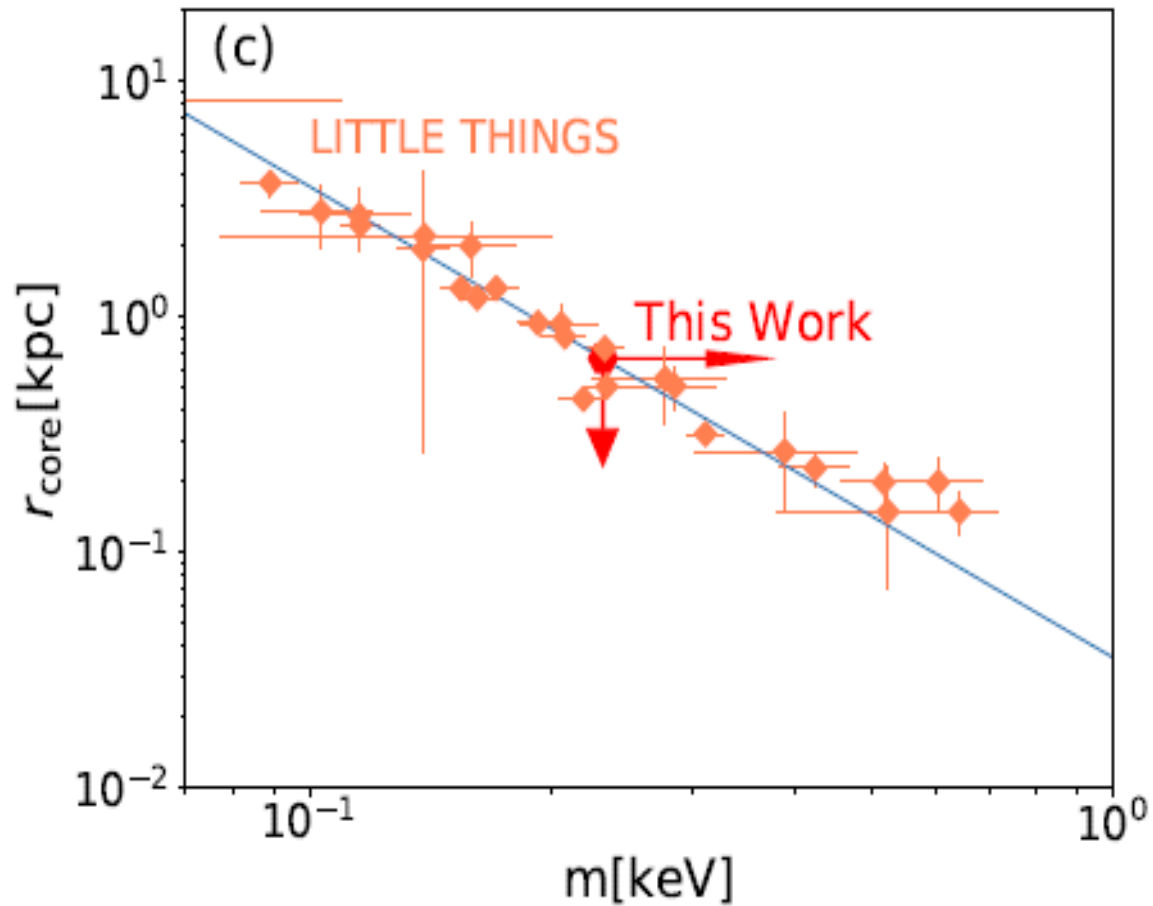 (c)
10¹
LITTLE THINGS
10⁰
This Work
r_core[kpc]
10⁻¹
10⁻²
10⁻¹
10⁰
m[keV]